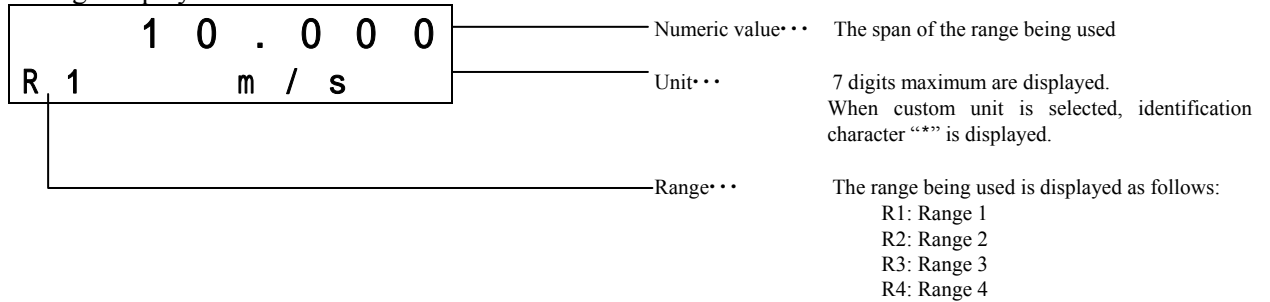 10.000
R1 m/s
Numeric value・・・ The span of the range being used
Unit・・・ 7 digits maximum are displayed.
When custom unit is selected, identification
character “*” is displayed.
Range・・・ The range being used is displayed as follows:
R1: Range 1
R2: Range 2
R3: Range 3
R4: Range 4